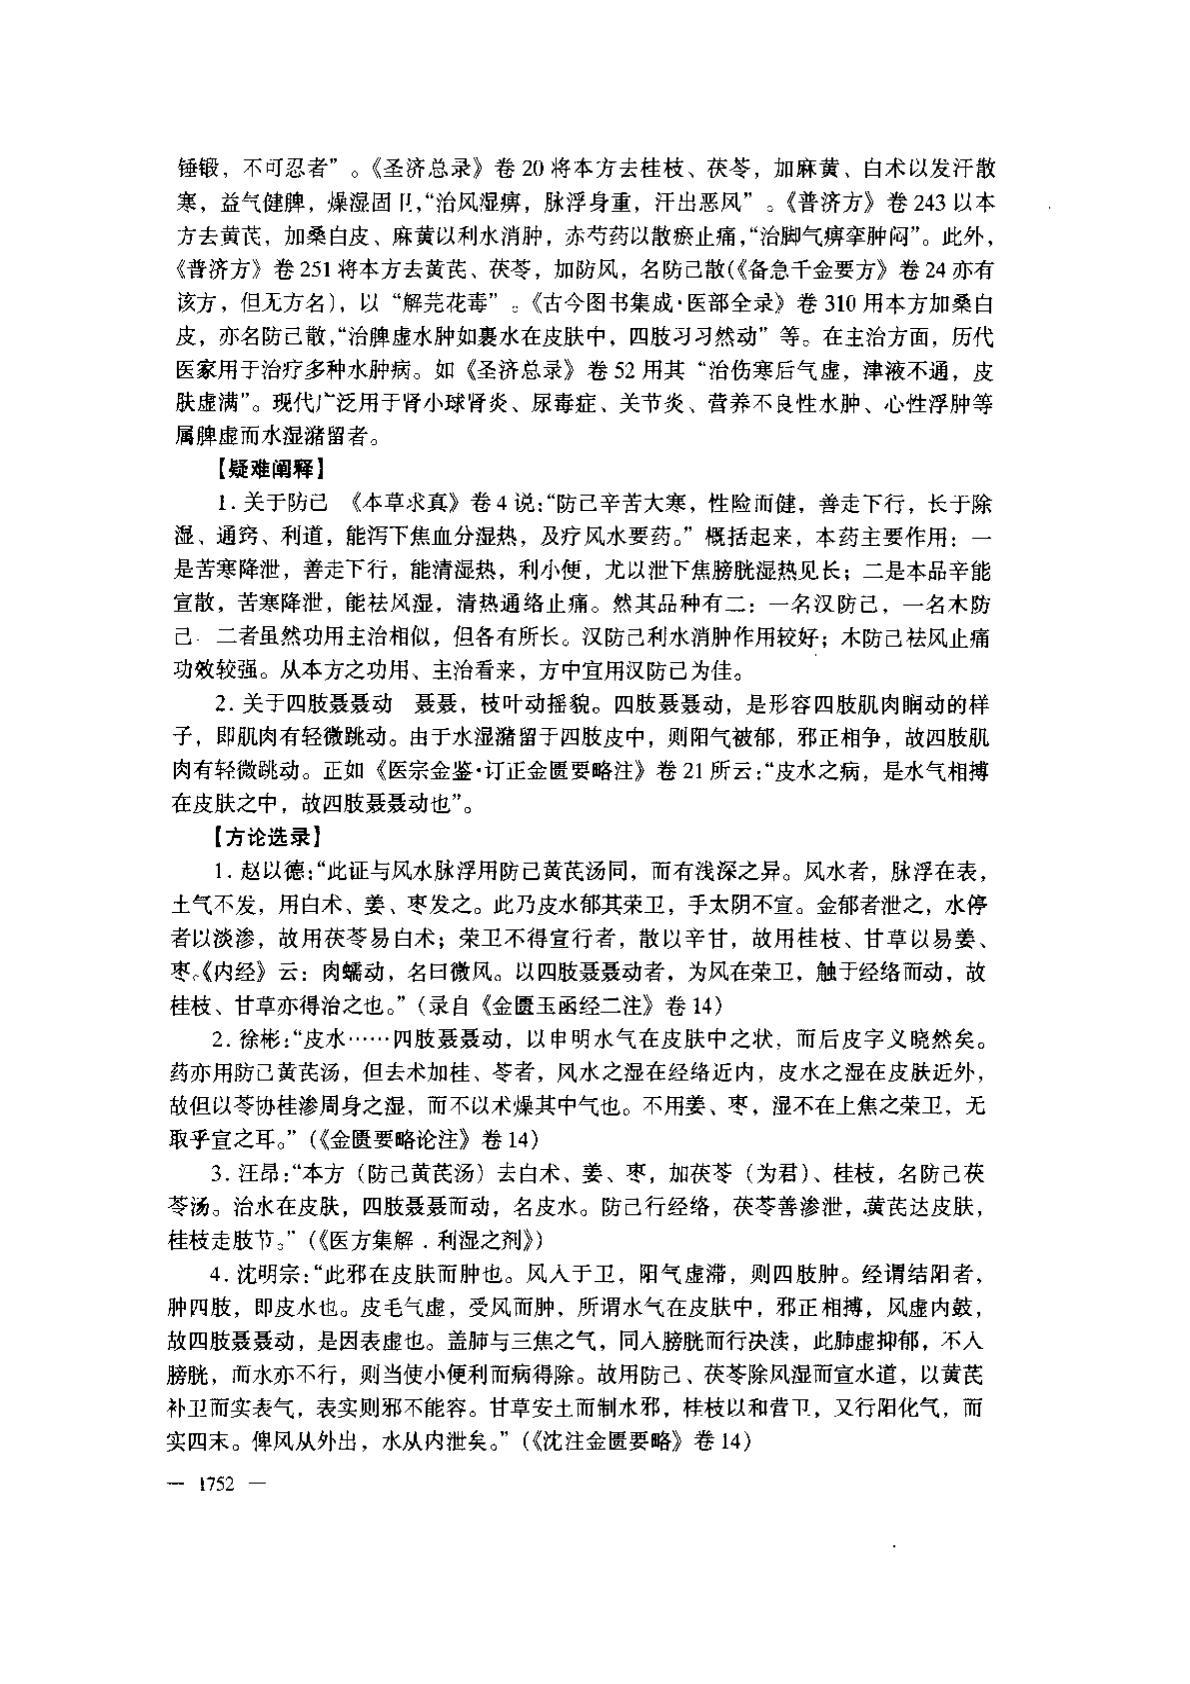 锤锻，不可忍者”。《圣济总录》卷 20 将本方去桂枝、茯苓，加麻黄、白术以发汗散
寒，益气健脾，燥湿固卫，“治风湿痹，脉浮身重，汗出恶风”。《普济方》卷 243 以本
方去黄芪，加桑白皮、麻黄以利水消肿，赤芍药以散瘀止痛，“治脚气痹挛肿闷”。此外，
《普济方》卷 251 将本方去黄芪、茯苓，加防风，名防己散(《备急千金要方》卷 24 亦有
该方，但无方名)，以“解芫花毒”。《古今图书集成·医部全录》卷 310 用本方加桑白
皮，亦名防己散，“治脾虚水肿如裹水在皮肤中，四肢习习然动”等。在主治方面，历代
医家用于治疗多种水肿病。如《圣济总录》卷 52 用其“治伤寒后气虚，津液不通，皮
肤虚满”。现代广泛用于肾小球肾炎、尿毒症、关节炎、营养不良性水肿、心性浮肿等
属脾虚而水湿潴留者。
【疑难阐释】
1. 关于防己 《本草求真》卷 4 说：“防己辛苦大寒，性险而健，善走下行，长于除
湿、通窍、利道，能泻下焦血分湿热，及疗风水要药。”概括起来，本药主要作用：一
是苦寒降泄，善走下行，能清湿热，利小便，尤以泄下焦膀胱湿热见长；二是本品辛能
宣散，苦寒降泄，能祛风湿，清热通络止痛。然其品种有二：一名汉防己，一名木防
己. 二者虽然功用主治相似，但各有所长。汉防己利水消肿作用较好；木防己祛风止痛
功效较强。从本方之功用、主治看来，方中宜用汉防己为佳。
2. 关于四肢聂聂动 聂聂，枝叶动摇貌。四肢聂聂动，是形容四肢肌肉𥆧动的样
子，即肌肉有轻微跳动。由于水湿潴留于四肢皮中，则阳气被郁，邪正相争，故四肢肌
肉有轻微跳动。正如《医宗金鉴·订正金匮要略注》卷 21 所云：“皮水之病，是水气相搏
在皮肤之中，故四肢聂聂动也”。
【方论选录】
1. 赵以德：“此证与风水脉浮用防己黄芪汤同，而有浅深之异。风水者，脉浮在表，
土气不发，用白术、姜、枣发之。此乃皮水郁其荣卫，手太阴不宣。金郁者泄之，水停
者以淡渗，故用茯苓易白术；荣卫不得宣行者，散以辛甘，故用桂枝、甘草以易姜、
枣。《内经》云：肉蠕动，名曰微风。以四肢聂聂动者，为风在荣卫，触于经络而动，故
桂枝、甘草亦得治之也。”（录自《金匮玉函经二注》卷 14）
2. 徐彬：“皮水……四肢聂聂动，以申明水气在皮肤中之状，而后皮字义晓然矣。
药亦用防己黄芪汤，但去术加桂、苓者，风水之湿在经络近内，皮水之湿在皮肤近外，
故但以苓协桂渗周身之湿，而不以术燥其中气也。不用姜、枣，湿不在上焦之荣卫，无
取乎宣之耳。”（《金匮要略论注》卷 14）
3. 汪昂：“本方（防己黄芪汤）去白术、姜、枣，加茯苓（为君）、桂枝，名防己茯
苓汤。治水在皮肤，四肢聂聂而动，名皮水。防己行经络，茯苓善渗泄，黄芪达皮肤，
桂枝走肢节。”（《医方集解．利湿之剂》）
4. 沈明宗：“此邪在皮肤而肿也。风入于卫，阳气虚滞，则四肢肿。经谓结阳者，
肿四肢，即皮水也。皮毛气虚，受风而肿，所谓水气在皮肤中，邪正相搏，风虚内鼓，
故四肢聂聂动，是因表虚也。盖肺与三焦之气，同入膀胱而行决渎，此肺虚抑郁，不入
膀胱，而水亦不行，则当使小便利而病得除。故用防己、茯苓除风湿而宣水道，以黄芪
补卫而实表气，表实则邪不能容。甘草安土而制水邪，桂枝以和营卫，又行阳化气，而
实四末。俾风从外出，水从内泄矣。”（《沈注金匮要略》卷 14）
— 1752 —